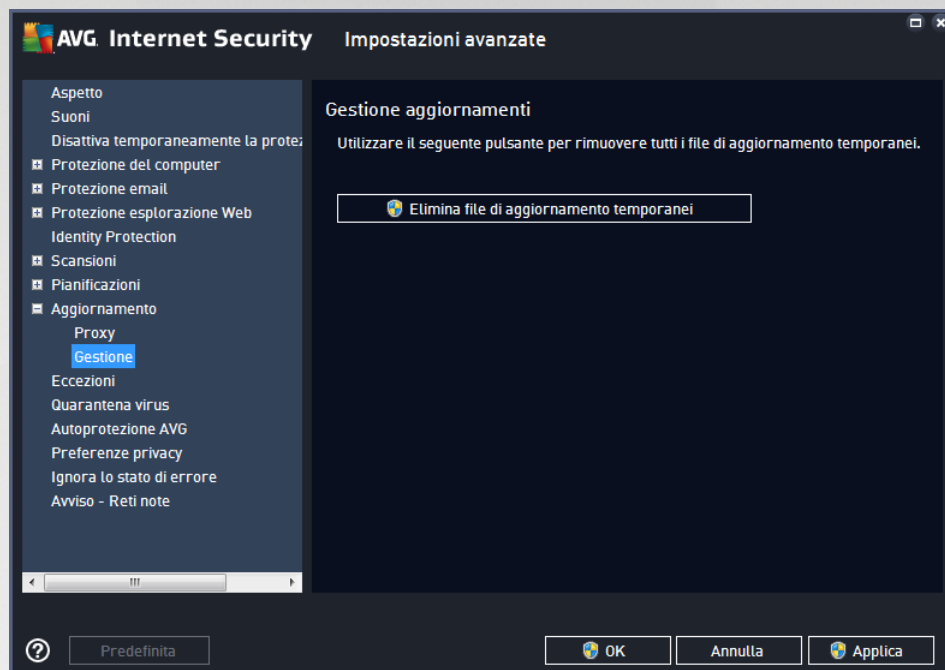 AVG. Internet Security Impostazioni avanzate
Aspetto
Suoni
Disattiva temporaneamente la protez
Protezione del computer
Protezione email
Protezione esplorazione Web
Identity Protection
Scansioni
Pianificazioni
Aggiornamento
Proxy
Gestione
Eccezioni
Quarantena virus
Autoprotezione AVG
Preferenze privacy
Ignora lo stato di errore
Avviso - Reti note
Gestione aggiornamenti
Utilizzare il seguente pulsante per rimuovere tutti i file di aggiornamento temporanei.
Elimina file di aggiornamento temporanei
? Predefinita OK Annulla Applica